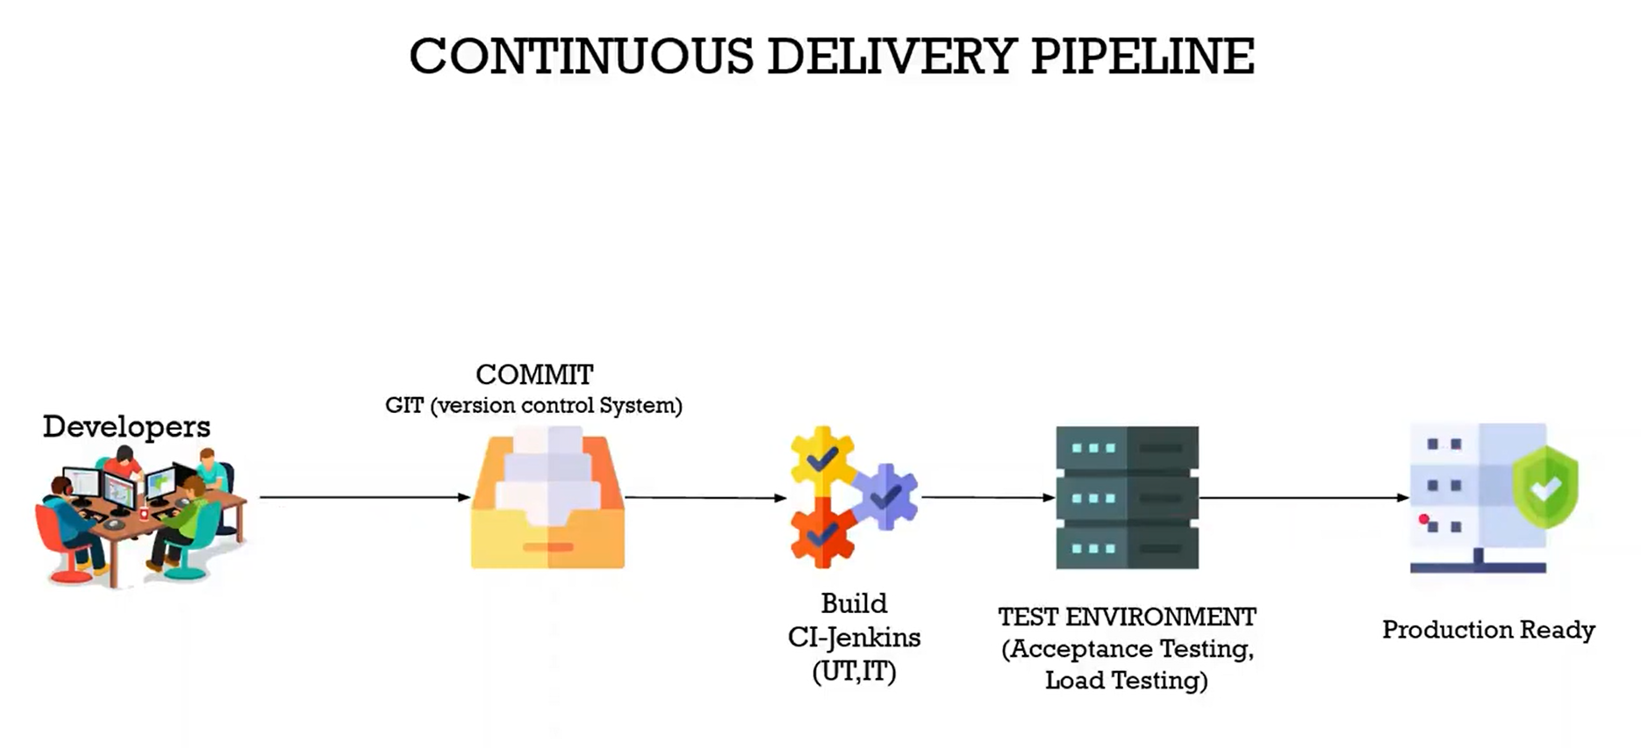 CONTINUOUS DELIVERY PIPELINE
COMMIT
GIT (version control System)
Developers
Build
CI-Jenkins
(UT,IT)
TEST ENVIRONMENT
(Acceptance Testing,
Load Testing)
Production Ready